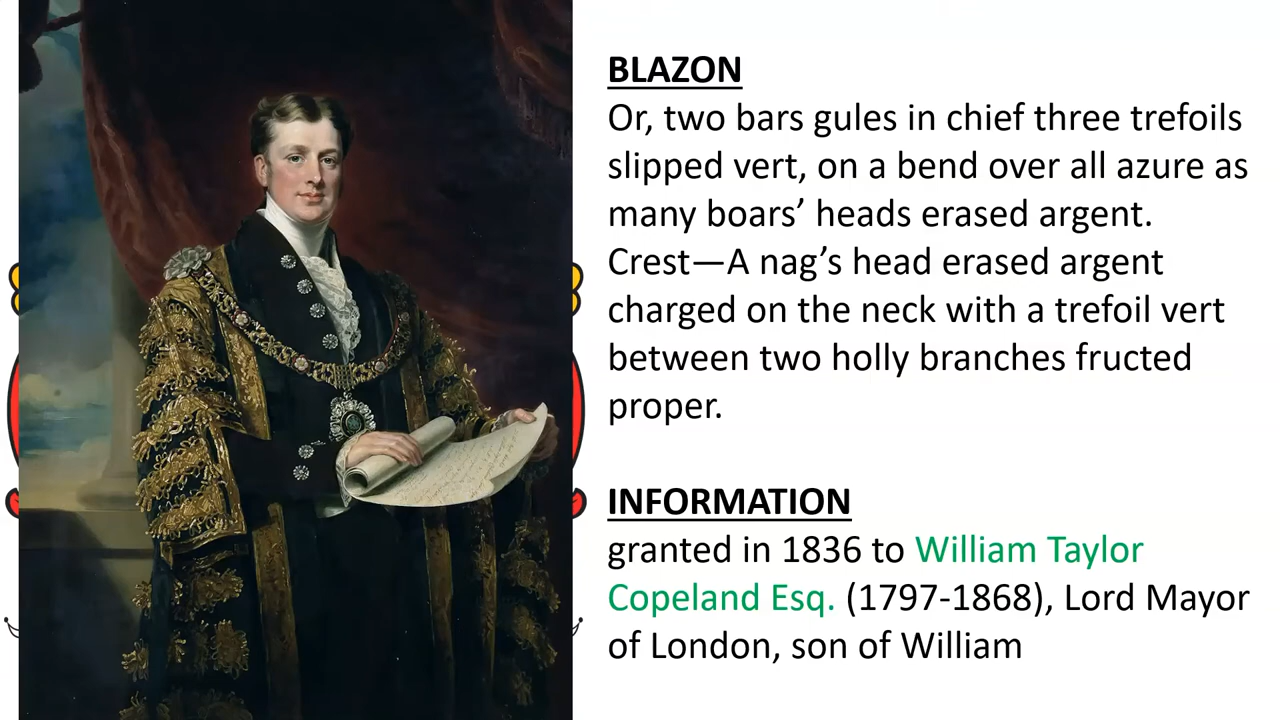 BLAZON
Or, two bars gules in chief three trefoils
slipped vert, on a bend over all azure as
many boars’ heads erased argent.
Crest—A nag’s head erased argent
charged on the neck with a trefoil vert
between two holly branches fructed
proper.
INFORMATION
granted in 1836 to William Taylor
Copeland Esq. (1797-1868), Lord Mayor
of London, son of William